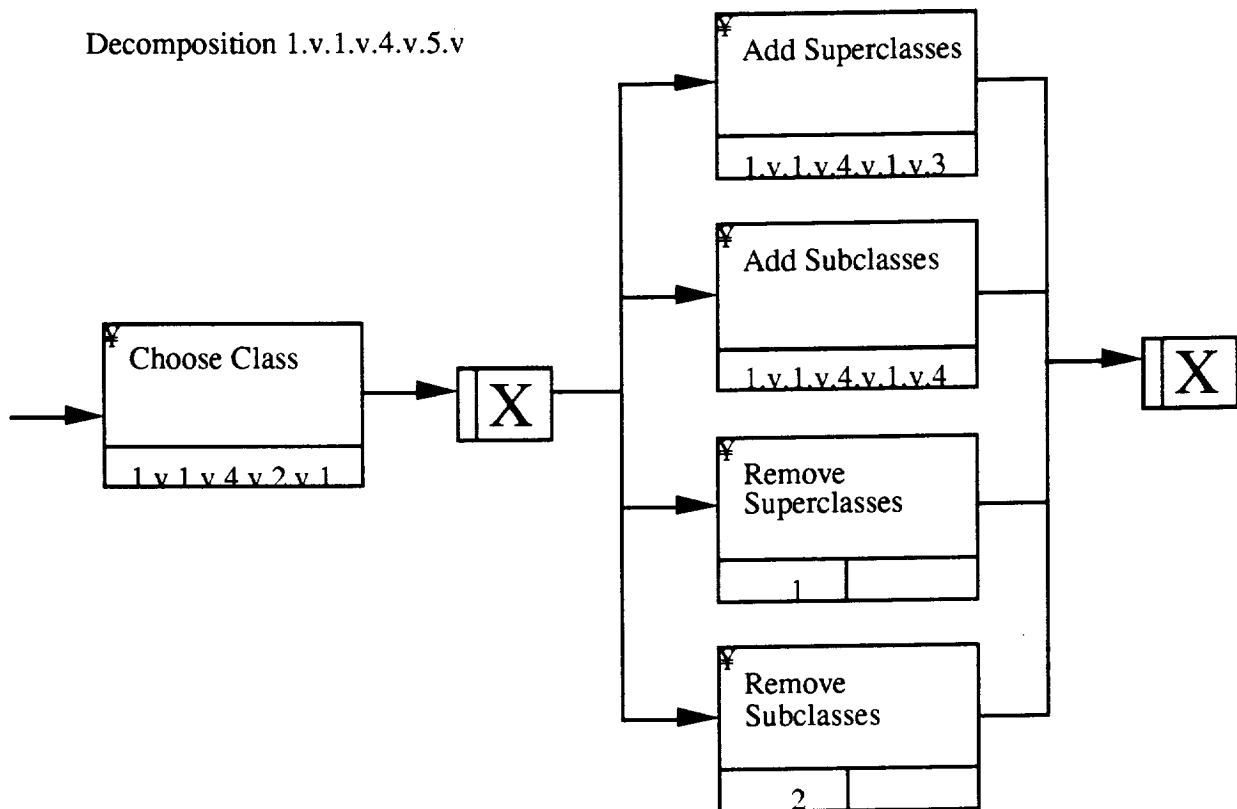 Decomposition 1.v.1.v.4.v.5.v
¥
Add Superclasses
1.v.1.v.4.v.1.v.3
¥
Add Subclasses
1.v.1.v.4.v.1.v.4
¥
Choose Class
1.v.1.v.4.v.2.v.1
X
X
¥
Remove
Superclasses
1
¥
Remove
Subclasses
2